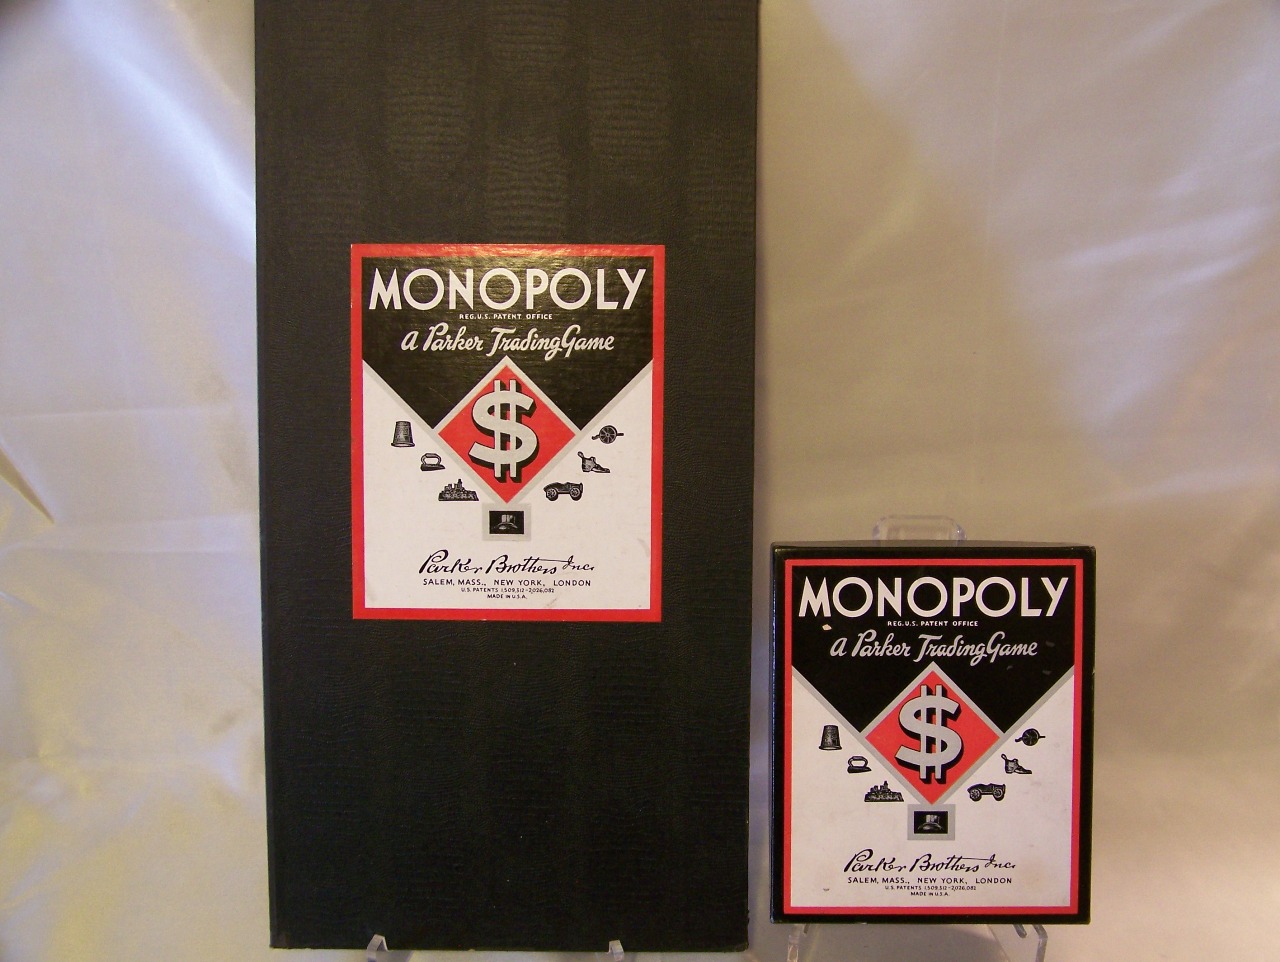 MONOPOLY
REG. U.S. PATENT OFFICE
A Parker Trading Game
$
Parker Brothers Inc.
SALEM, MASS., NEW YORK, LONDON
U.S. PATENTS 1,509,312-2,026,082
MADE IN U.S.A.
MONOPOLY
REG. U.S. PATENT OFFICE
A Parker Trading Game
$
Parker Brothers Inc.
SALEM, MASS., NEW YORK, LONDON
U.S. PATENTS 1,509,312-2,026,082
MADE IN U.S.A.